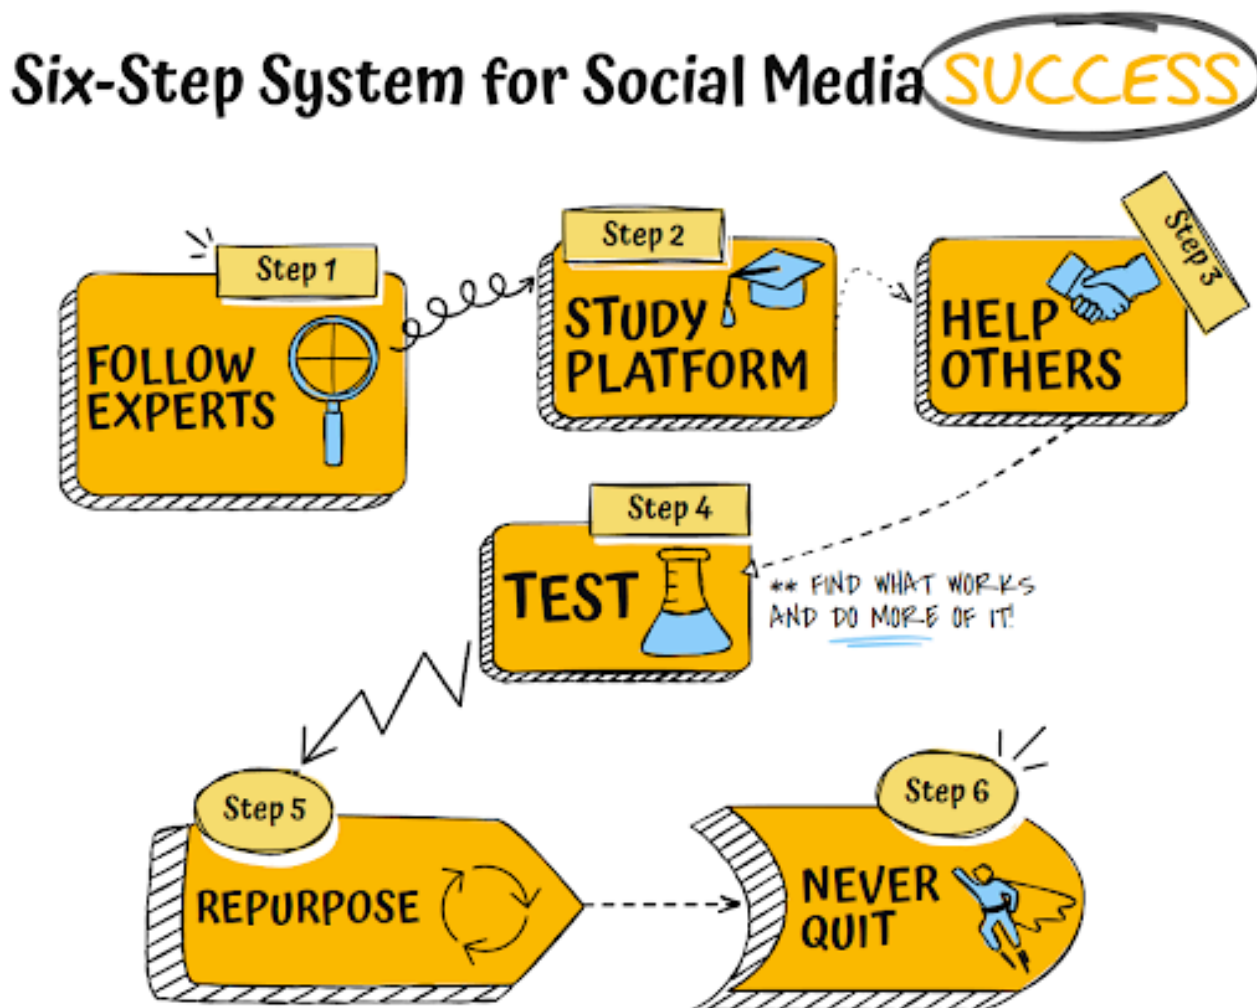 Six-Step System for Social Media SUCCESS
Step 1
FOLLOW
EXPERTS
Step 2
STUDY
PLATFORM
Step 3
HELP
OTHERS
Step 4
TEST
** FIND WHAT WORKS
AND DO MORE OF IT!
Step 5
REPURPOSE
Step 6
NEVER
QUIT